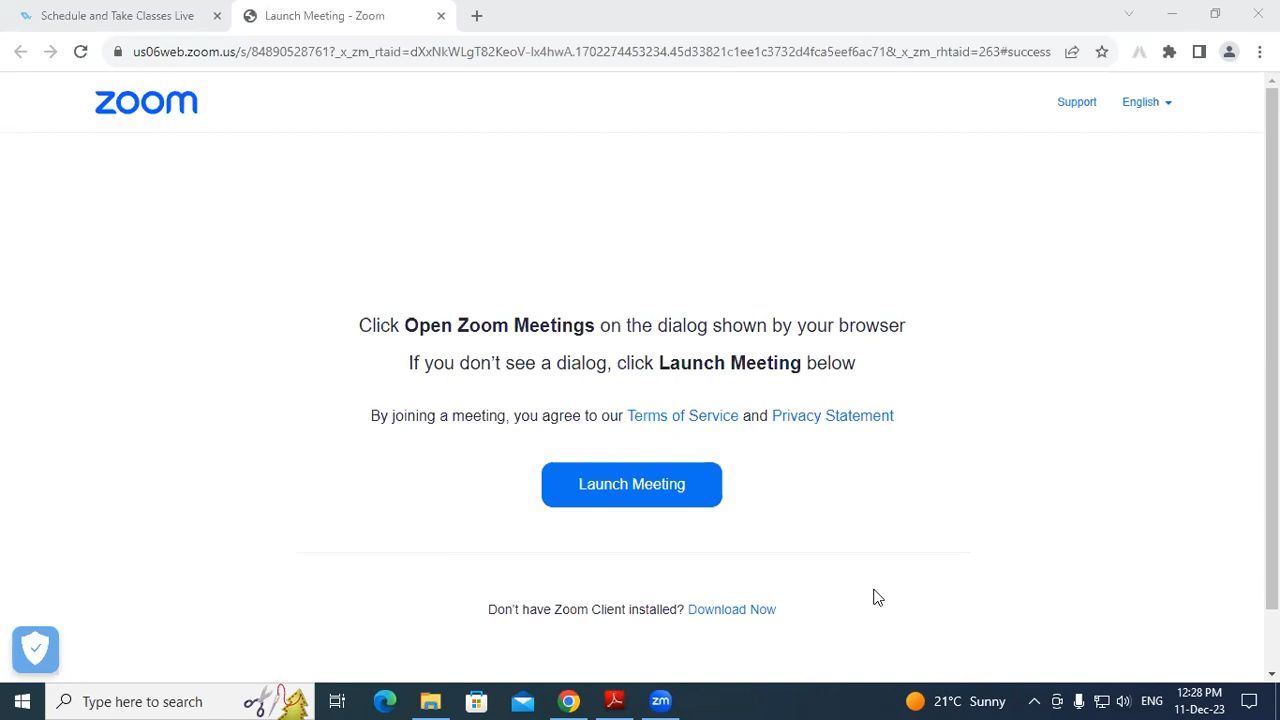 Schedule and Take Classes Live
Launch Meeting - Zoom
us06web.zoom.us/s/84890528761?_x_zm_rtaid=dXxNkWLgT82KeoV-Ix4hwA.1702274453234.45d33821c1ee1c3732d4fca5eef6ac71&_x_zm_rhtaid=263#success
zoom
Support
English
Click Open Zoom Meetings on the dialog shown by your browser
If you don’t see a dialog, click Launch Meeting below
By joining a meeting, you agree to our Terms of Service and Privacy Statement
Launch Meeting
Don’t have Zoom Client installed? Download Now
Type here to search
zm
21°C Sunny
ENG
12:28 PM
11-Dec-23